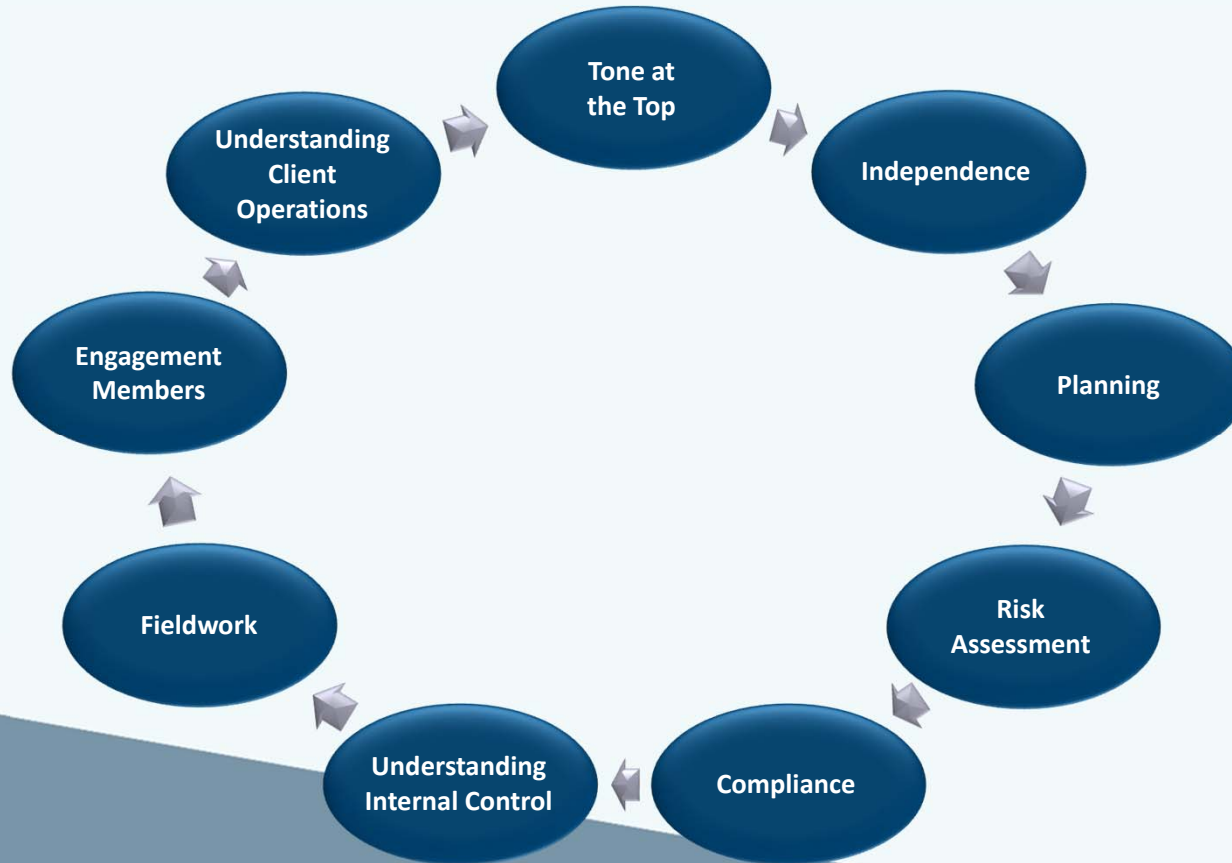 Tone at
the Top
Independence
Planning
Risk
Assessment
Compliance
Understanding
Internal Control
Fieldwork
Engagement
Members
Understanding
Client
Operations